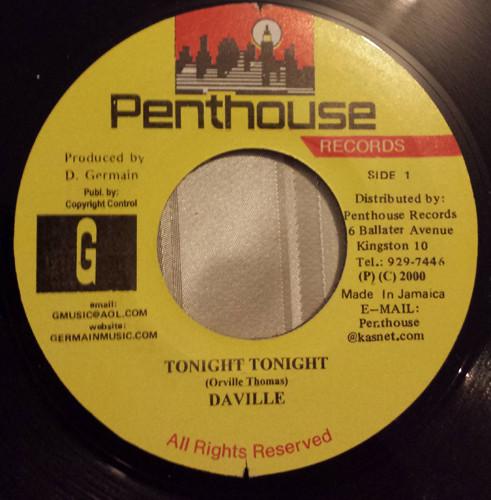 Penthouse
RECORDS
Produced by
D. Germain
Publ. by:
Copyright Control
G
email:
GMUSIC@AOL.COM
website:
GERMAINMUSIC.COM
SIDE 1
Distributed by:
Penthouse Records
6 Ballater Avenue
Kingston 10
Tel.: 929-7446
(P) (C) 2000
Made In Jamaica
E-MAIL:
Penthouse
@kasnet.com
TONIGHT TONIGHT
(Orville Thomas)
DAVILLE
All Rights Reserved